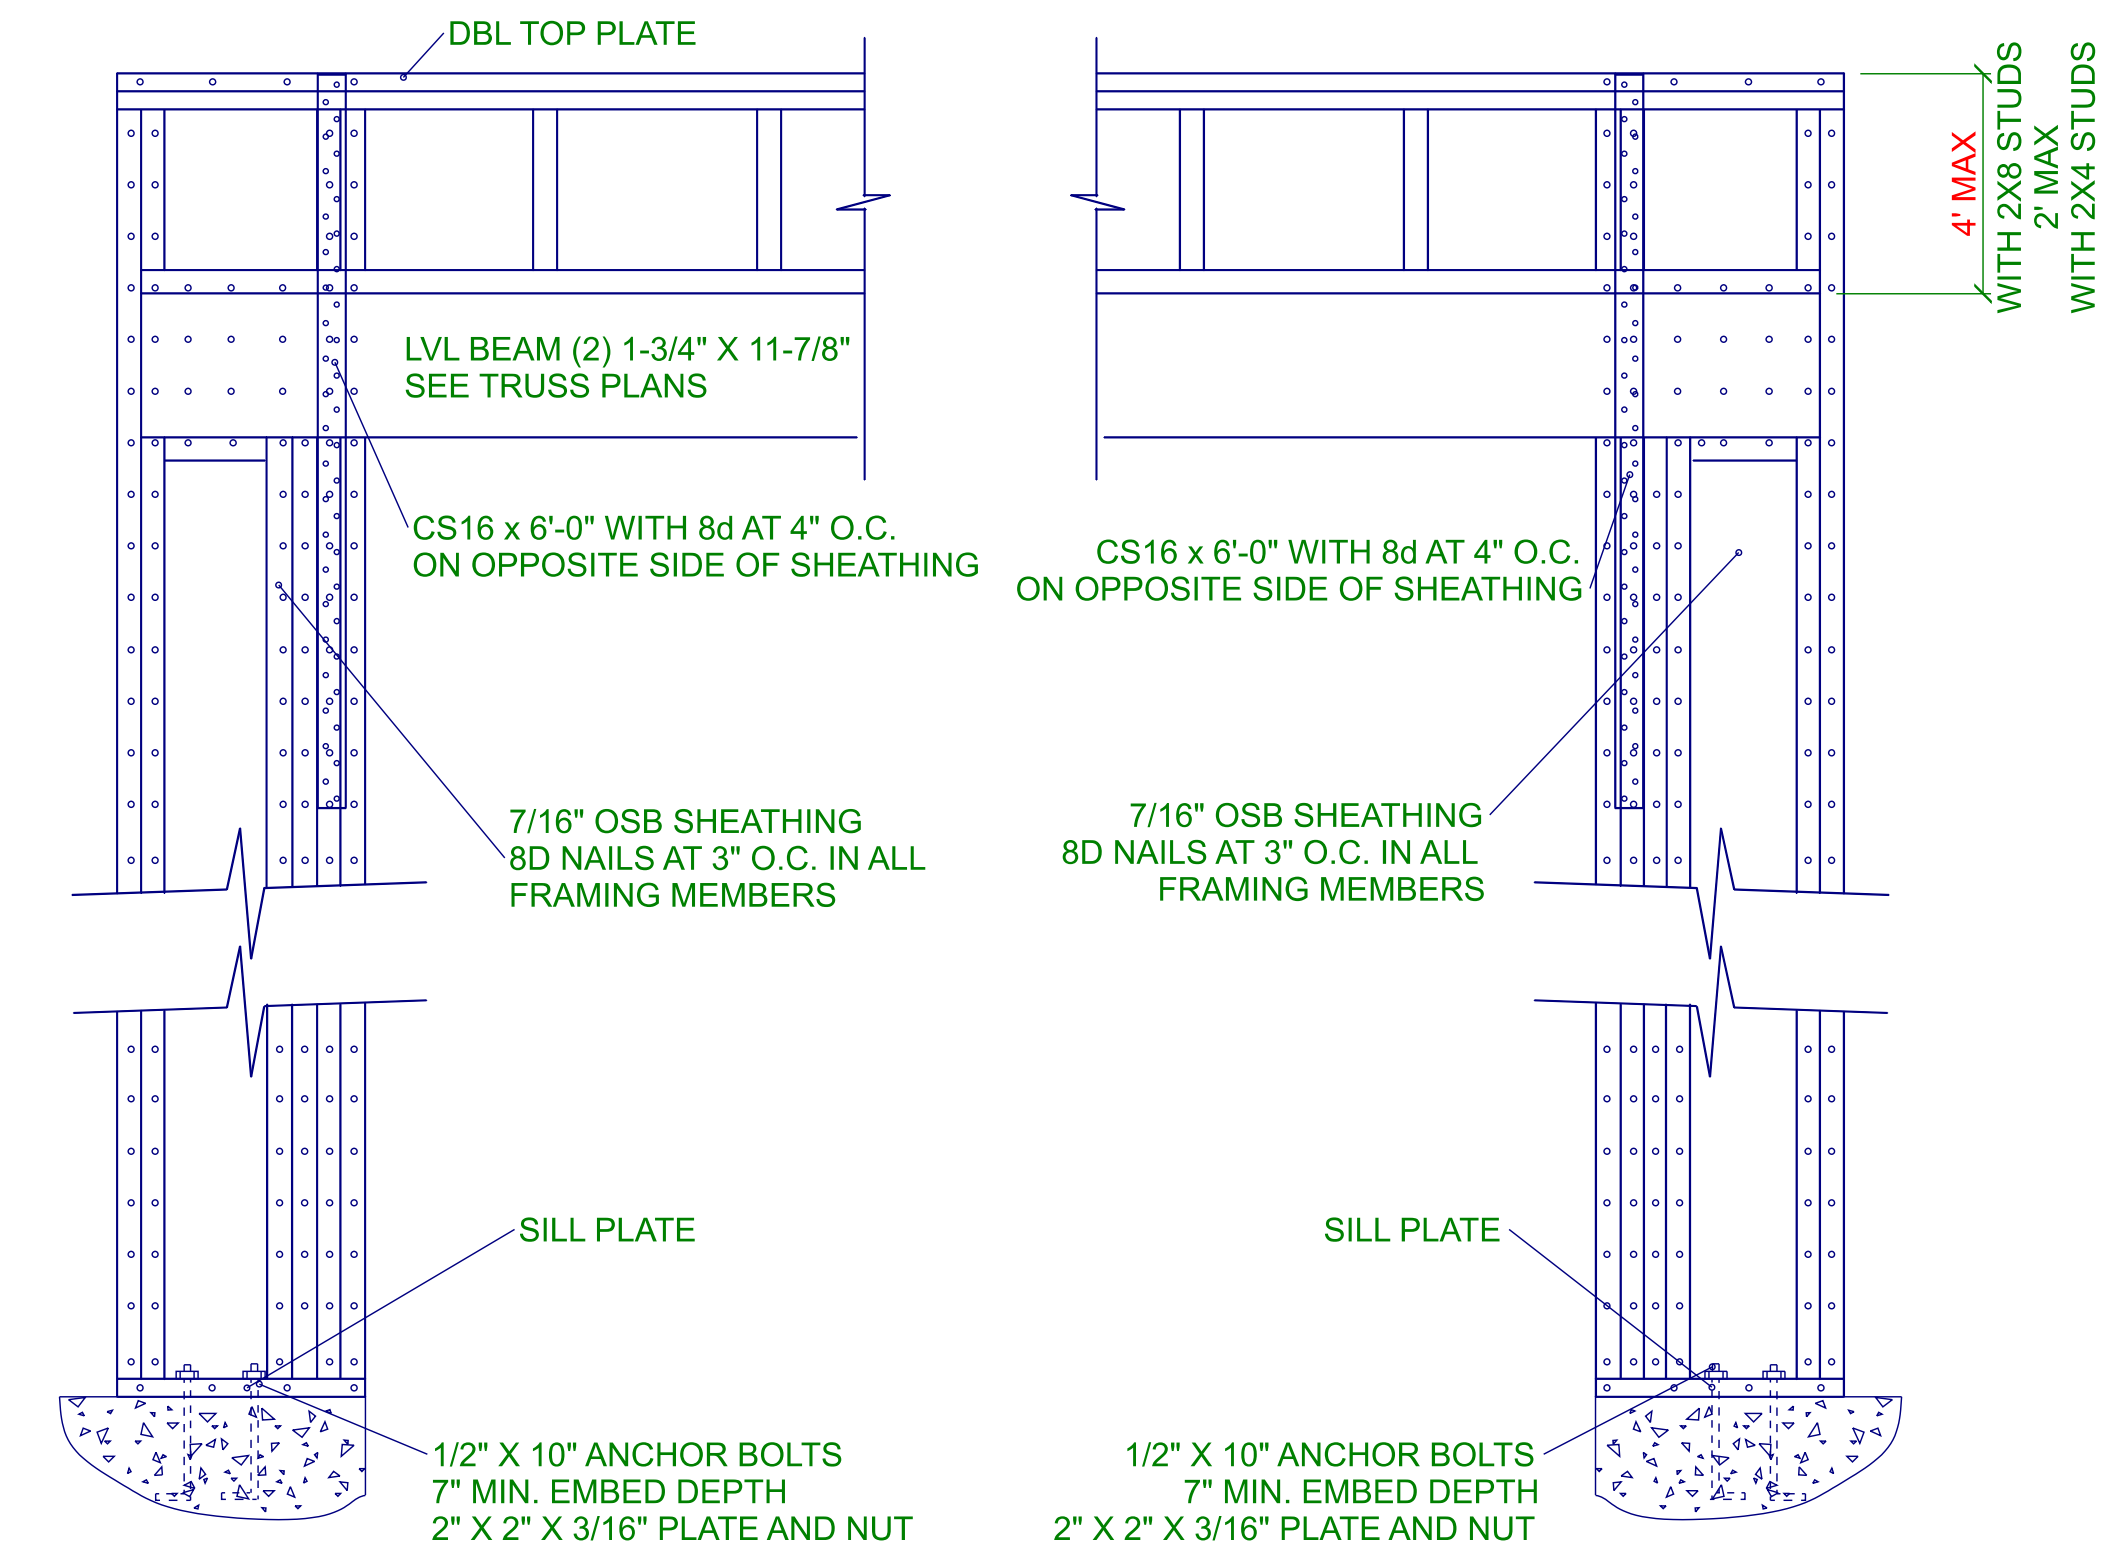 DBL TOP PLATE
4' MAX
WITH 2X8 STUDS
2' MAX
WITH 2X4 STUDS
LVL BEAM (2) 1-3/4" X 11-7/8"
SEE TRUSS PLANS
CS16 x 6'-0" WITH 8d AT 4" O.C.
ON OPPOSITE SIDE OF SHEATHING
CS16 x 6'-0" WITH 8d AT 4" O.C.
ON OPPOSITE SIDE OF SHEATHING
7/16" OSB SHEATHING
8D NAILS AT 3" O.C. IN ALL
FRAMING MEMBERS
7/16" OSB SHEATHING
8D NAILS AT 3" O.C. IN ALL
FRAMING MEMBERS
SILL PLATE
SILL PLATE
1/2" X 10" ANCHOR BOLTS
7" MIN. EMBED DEPTH
2" X 2" X 3/16" PLATE AND NUT
1/2" X 10" ANCHOR BOLTS
7" MIN. EMBED DEPTH
2" X 2" X 3/16" PLATE AND NUT